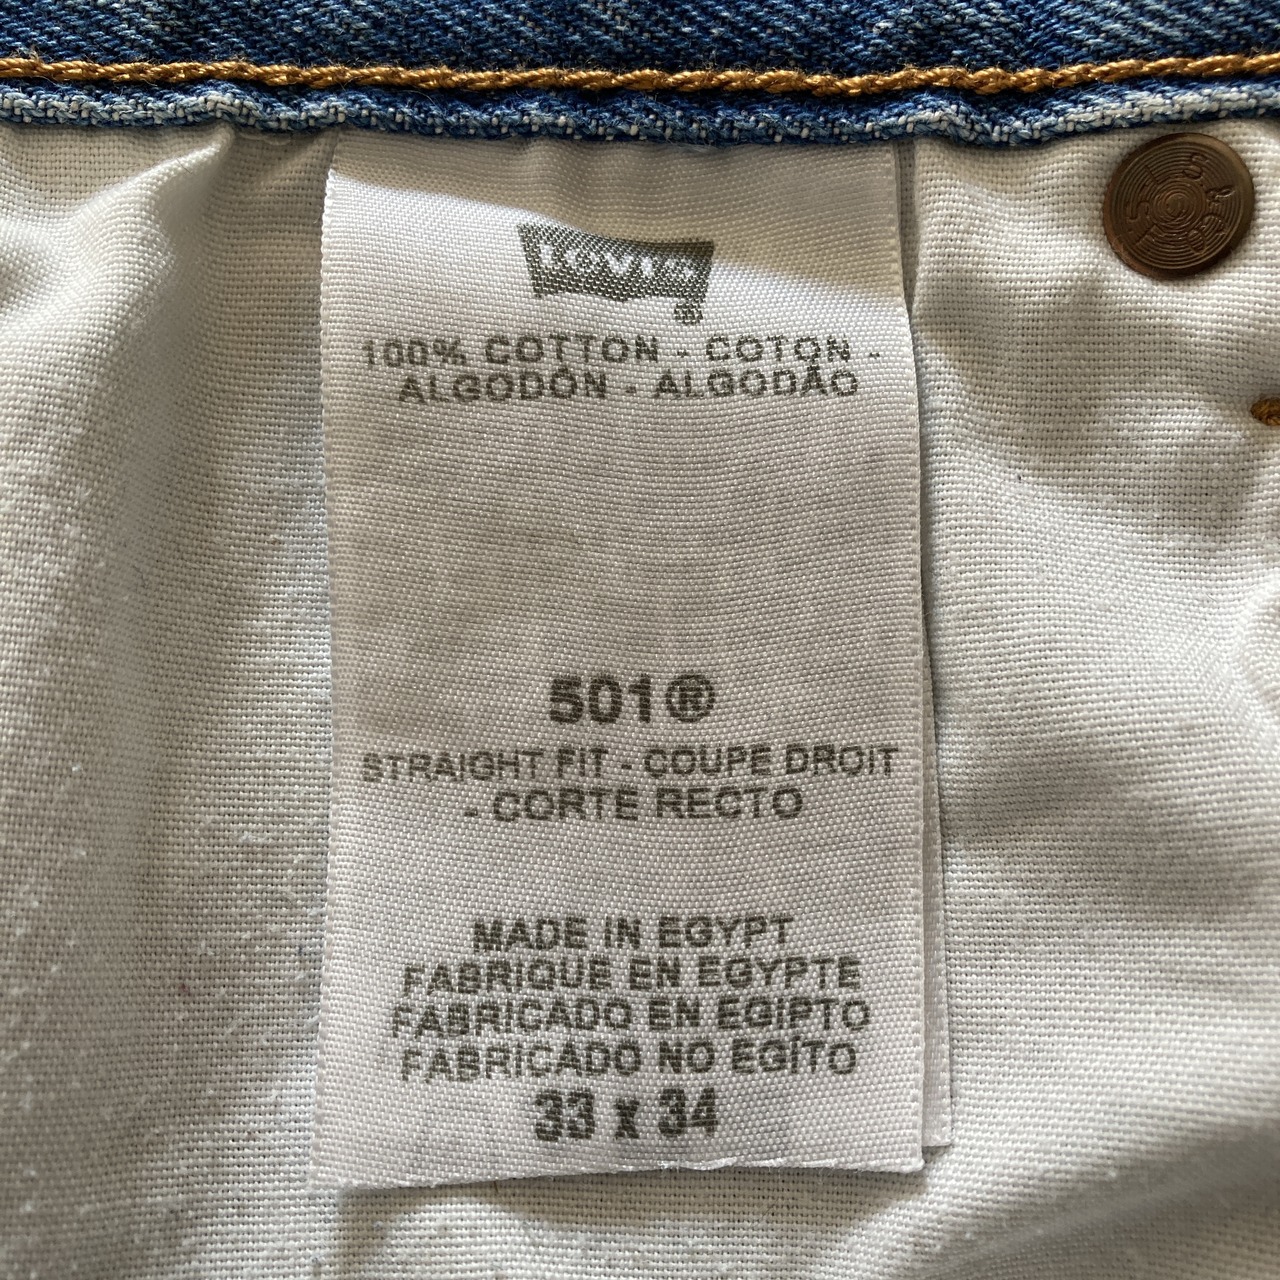 Levi's
®
100% COTTON - COTON -
ALGODÓN - ALGODÃO
501®
STRAIGHT FIT - COUPE DROIT
- CORTE RECTO
MADE IN EGYPT
FABRIQUE EN EGYPTE
FABRICADO EN EGIPTO
FABRICADO NO EGÍTO
33 x 34